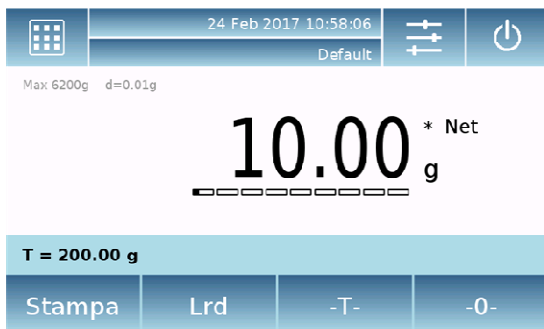 24 Feb 2017 10:58:06
Default
Max 6200g d=0.01g
10.00 * Net
g
T = 200.00 g
Stampa Lrd -T- -0-